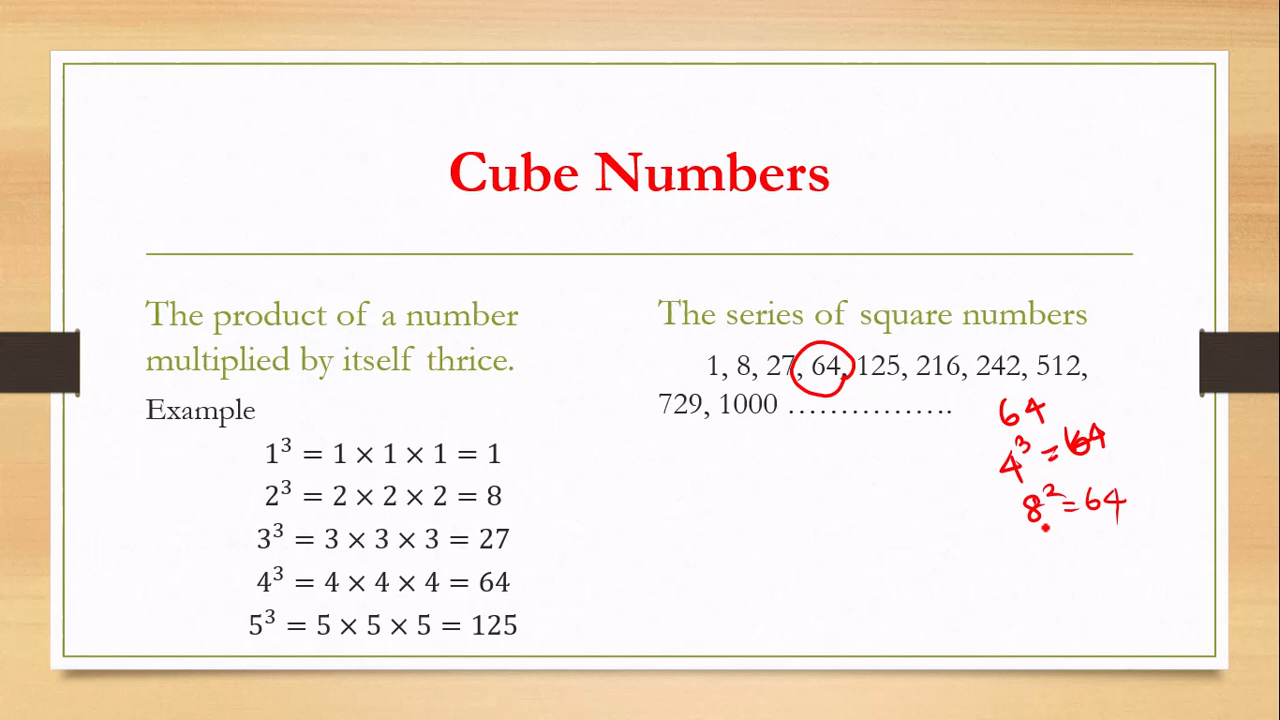 Cube Numbers
The product of a number
multiplied by itself thrice.
Example
1³ = 1 × 1 × 1 = 1
2³ = 2 × 2 × 2 = 8
3³ = 3 × 3 × 3 = 27
4³ = 4 × 4 × 4 = 64
5³ = 5 × 5 × 5 = 125
The series of square numbers
1, 8, 27, 64, 125, 216, 242, 512,
729, 1000 …………….
64
4³ = 64
8² = 64